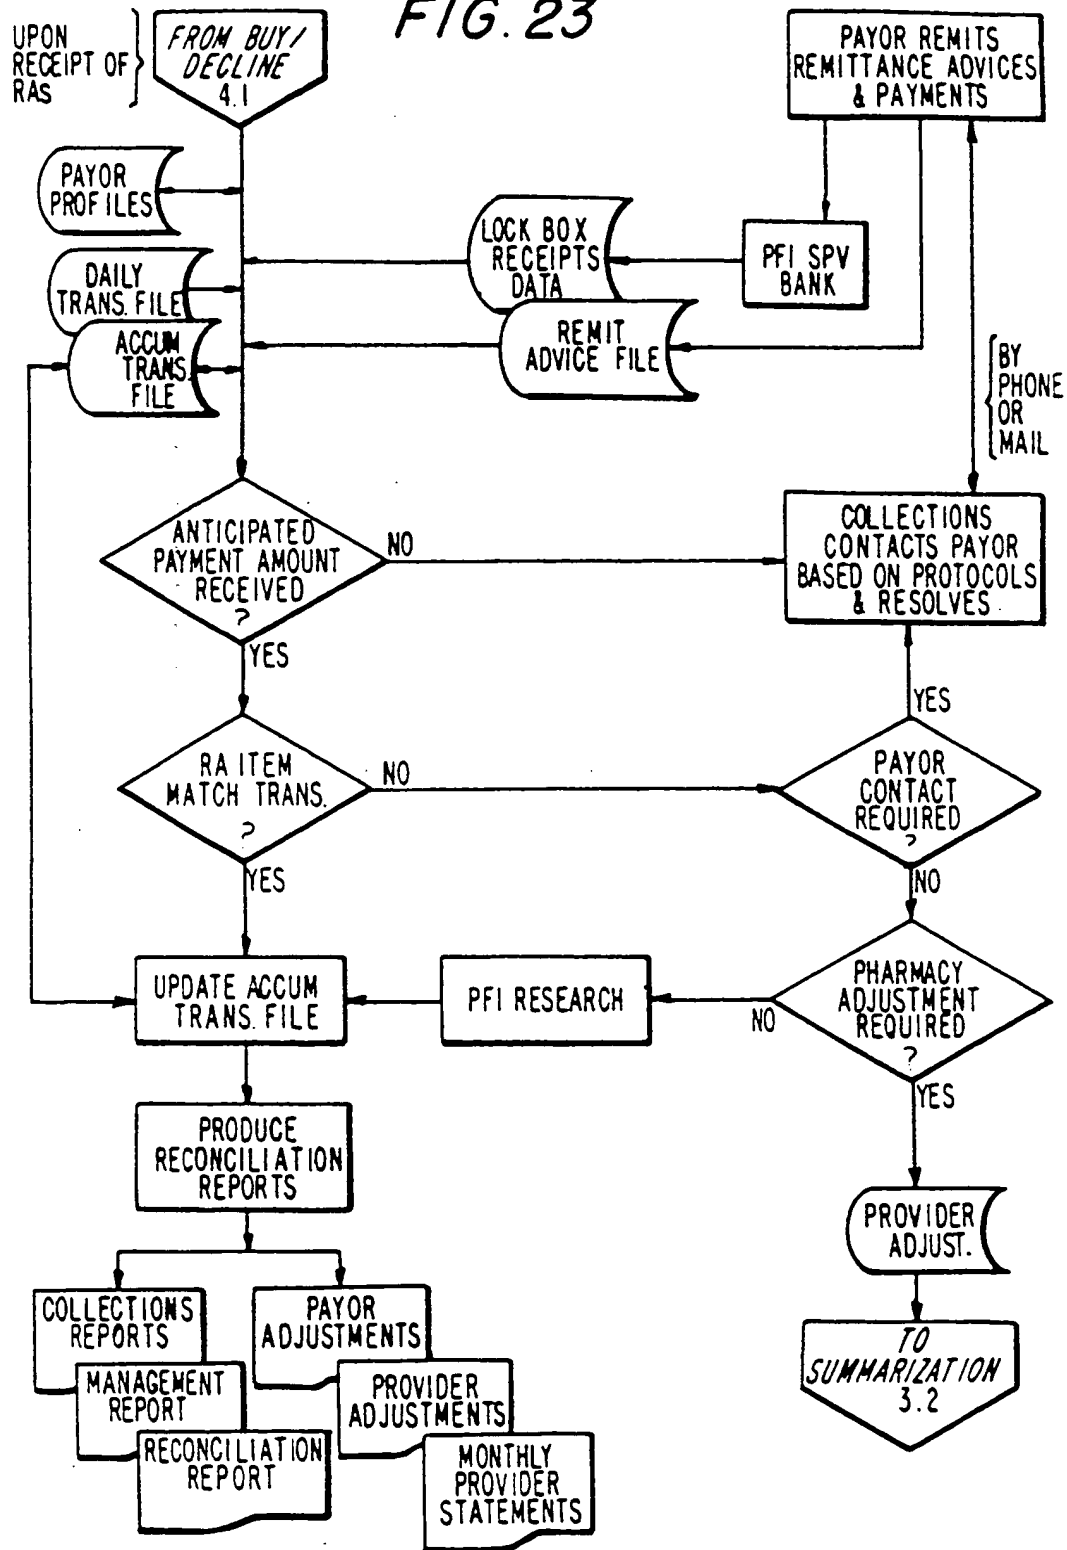 FIG. 23
UPON
RECEIPT OF
RAS
FROM BUY/
DECLINE
4.1
PAYOR REMITS
REMITTANCE ADVICES
& PAYMENTS
PAYOR
PROFILES
LOCK BOX
RECEIPTS
DATA
PFI SPV
BANK
DAILY
TRANS. FILE
ACCUM
TRANS.
FILE
REMIT
ADVICE FILE
BY
PHONE
OR
MAIL
ANTICIPATED
PAYMENT AMOUNT
RECEIVED
?
NO
YES
COLLECTIONS
CONTACTS PAYOR
BASED ON PROTOCOLS
& RESOLVES
YES
RA ITEM
MATCH TRANS.
?
NO
YES
PAYOR
CONTACT
REQUIRED
?
NO
UPDATE ACCUM
TRANS. FILE
PFI RESEARCH
NO
PHARMACY
ADJUSTMENT
REQUIRED
?
YES
PRODUCE
RECONCILIATION
REPORTS
PROVIDER
ADJUST.
COLLECTIONS
REPORTS
MANAGEMENT
REPORT
RECONCILIATION
REPORT
PAYOR
ADJUSTMENTS
PROVIDER
ADJUSTMENTS
MONTHLY
PROVIDER
STATEMENTS
TO
SUMMARIZATION
3.2